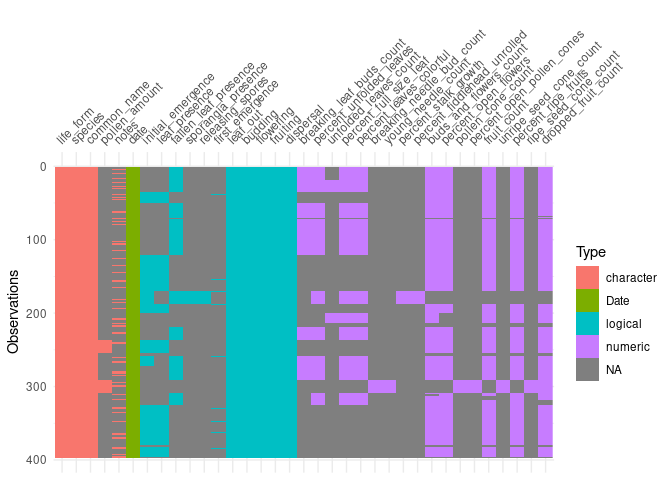 life_form
species
common_name
pollen_amount
notes
date
initial_emergence
leaf_presence
fallen_leaf_presence
sporangia_presence
releasing_spores
first_emergence
leaf_out
budding
flowering
fruiting
dispersal
breaking_leaf_buds_count
percent_unfolded_leaves
unfolded_leaves_count
percent_full_size_leaf
percent_leaves_colorful
breaking_needle_bud_count
young_needle_count
percent_stalk_growth
percent_fiddlehead_unrolled
buds_and_flowers_count
percent_open_flowers
pollen_cone_count
percent_open_pollen_cones
fruit_count
unripe_seed_cone_count
percent_ripe_fruits
ripe_seed_cone_count
dropped_fruit_count
0
100
200
300
400
Observations
Type
character
Date
logical
numeric
NA